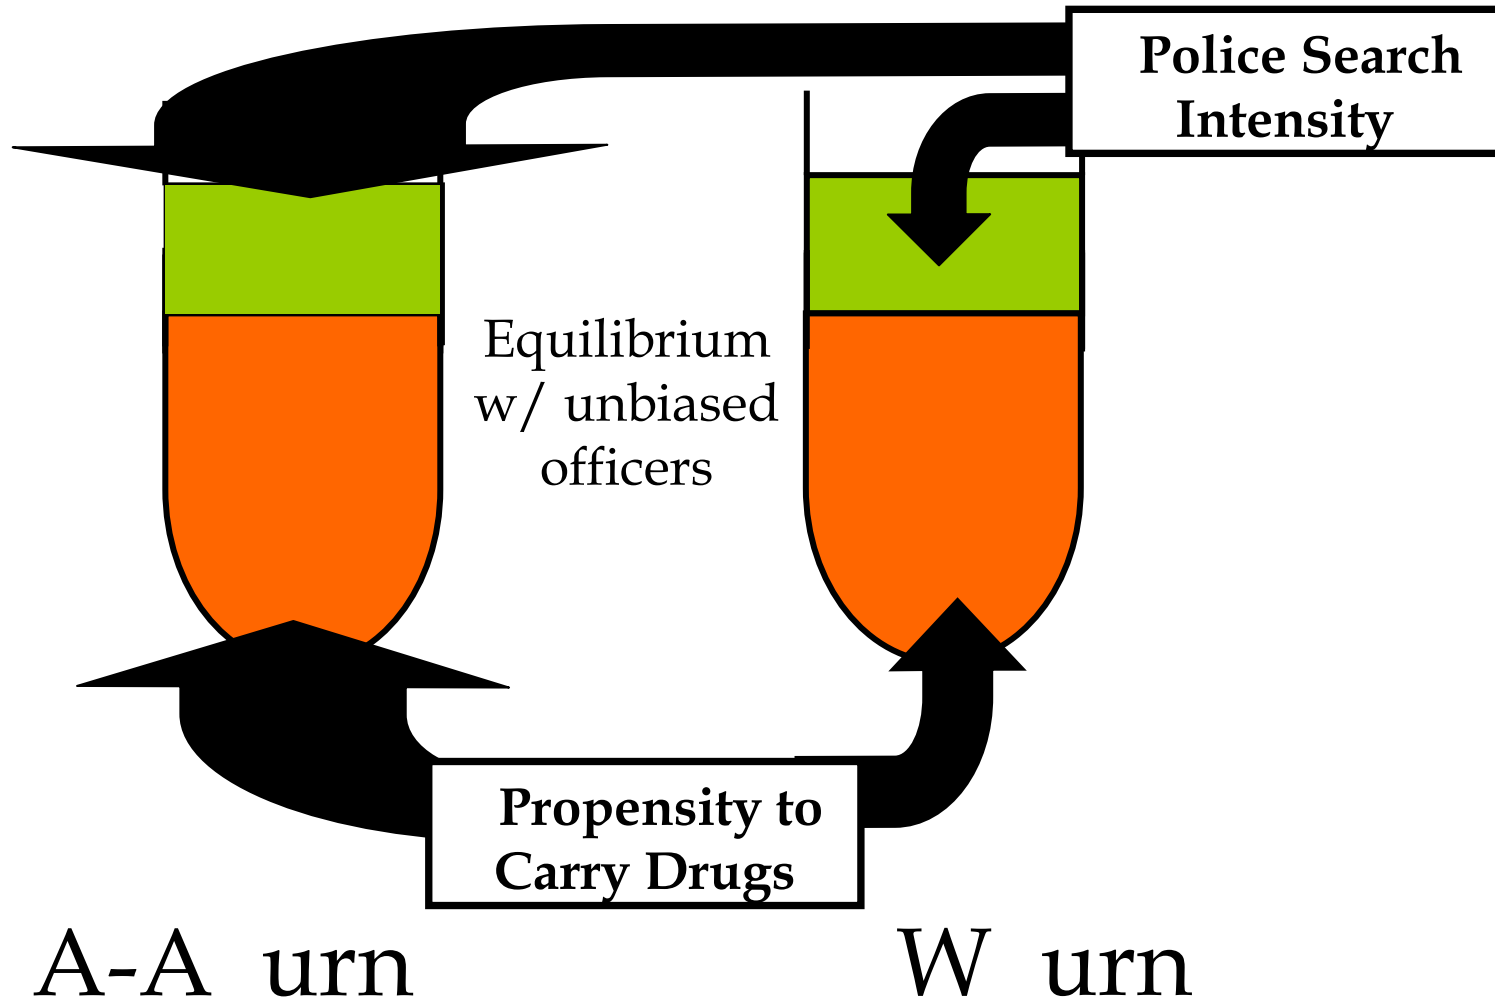 Police Search
Intensity
Equilibrium
w/ unbiased
officers
Propensity to
Carry Drugs
A-A urn
W urn